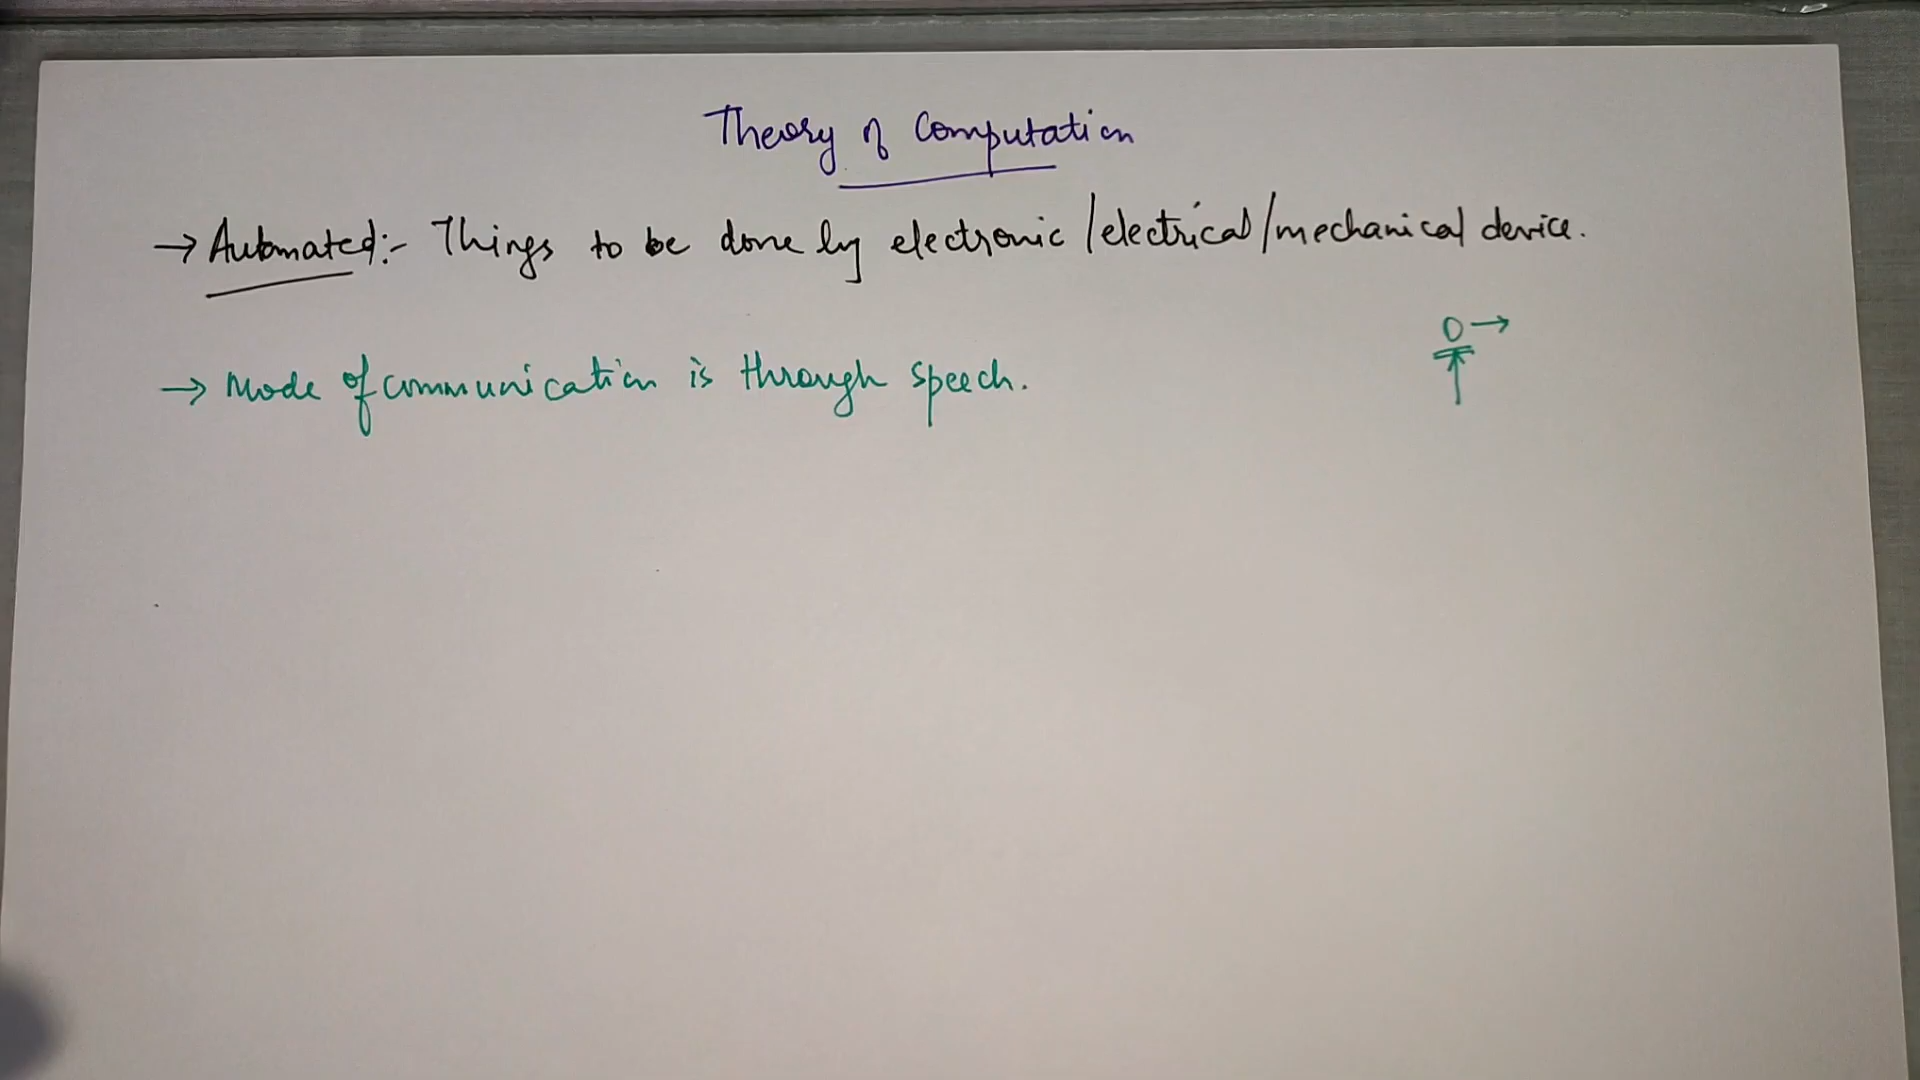 Theory of Computation
→ Automated:- Things to be done by electronic/electrical/mechanical device.
→ Mode of communication is through speech.